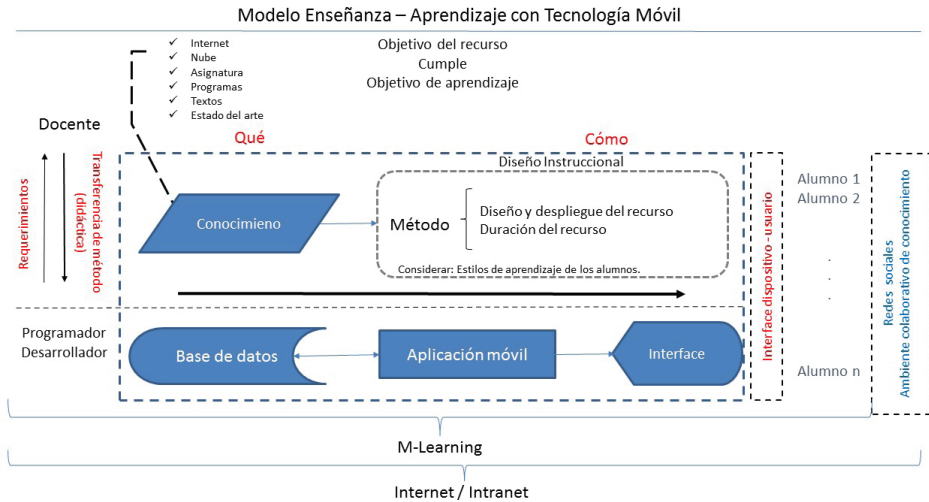 Modelo Enseñanza – Aprendizaje con Tecnología Móvil
✓ Internet
✓ Nube
✓ Asignatura
✓ Programas
✓ Textos
✓ Estado del arte
Objetivo del recurso
Cumple
Objetivo de aprendizaje
Docente
Qué
Cómo
Requerimientos
Transferencia de método
(didáctica)
Diseño Instruccional
Conocimieno
Método
Diseño y despliegue del recurso
Duración del recurso
Considerar: Estilos de aprendizaje de los alumnos.
Interface dispositivo - usuario
Alumno 1
Alumno 2
.
.
.
Alumno n
Redes sociales
Ambiente colaborativo de conocimiento
Programador
Desarrollador
Base de datos
Aplicación móvil
Interface
M-Learning
Internet / Intranet